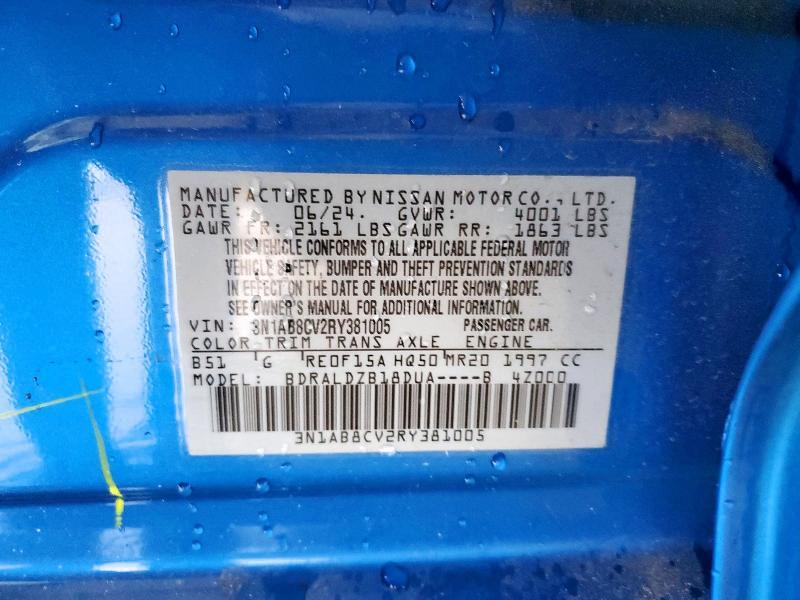 MANUFACTURED BY NISSAN MOTOR CO., LTD.
DATE: 06/24. GVWR: 4001 LBS
GAWR FR: 2161 LBS GAWR RR: 1863 LBS
THIS VEHICLE CONFORMS TO ALL APPLICABLE FEDERAL MOTOR
VEHICLE SAFETY, BUMPER AND THEFT PREVENTION STANDARDS
IN EFFECT ON THE DATE OF MANUFACTURE SHOWN ABOVE.
SEE OWNER'S MANUAL FOR ADDITIONAL INFORMATION.
VIN: 3N1AB8CV2RY381005 PASSENGER CAR.
COLOR TRIM TRANS AXLE ENGINE
B51 G RE0F15A HQ50 MR20 1997 CC
MODEL: BDRALDZB18DUA----B 4Z0C0
3N1AB8CV2RY381005